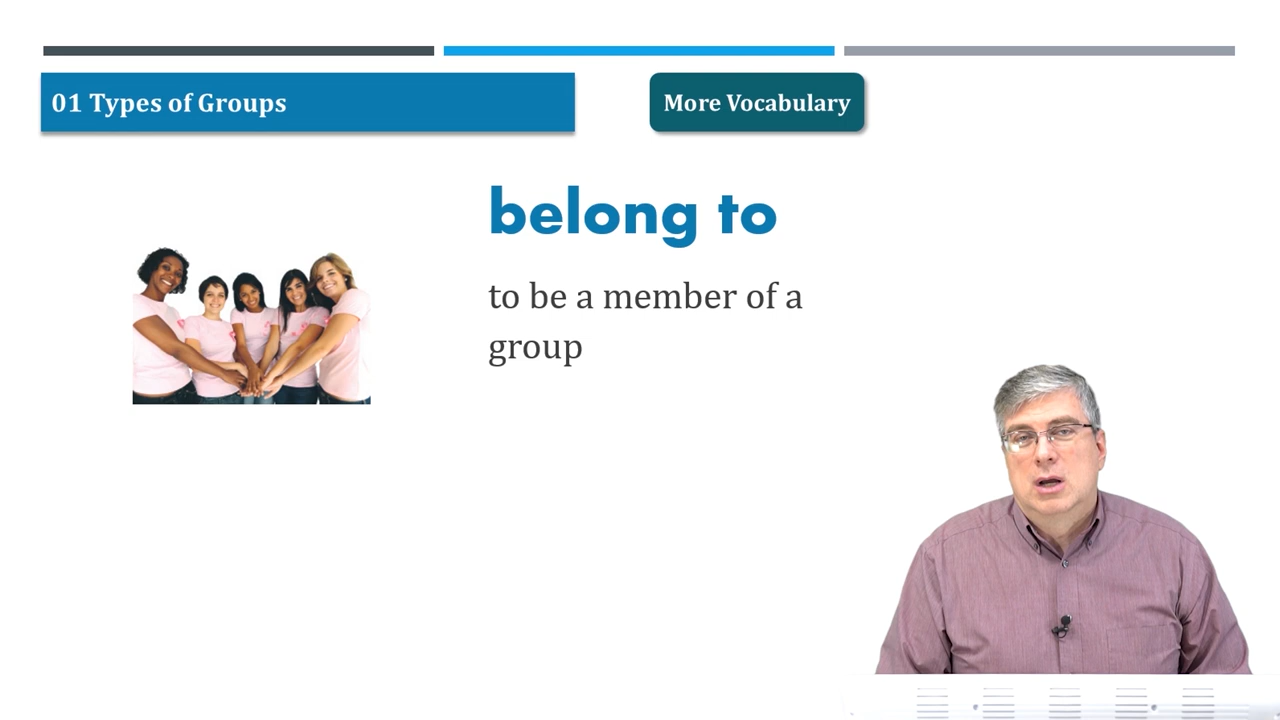 01 Types of Groups
More Vocabulary
belong to
to be a member of a
group